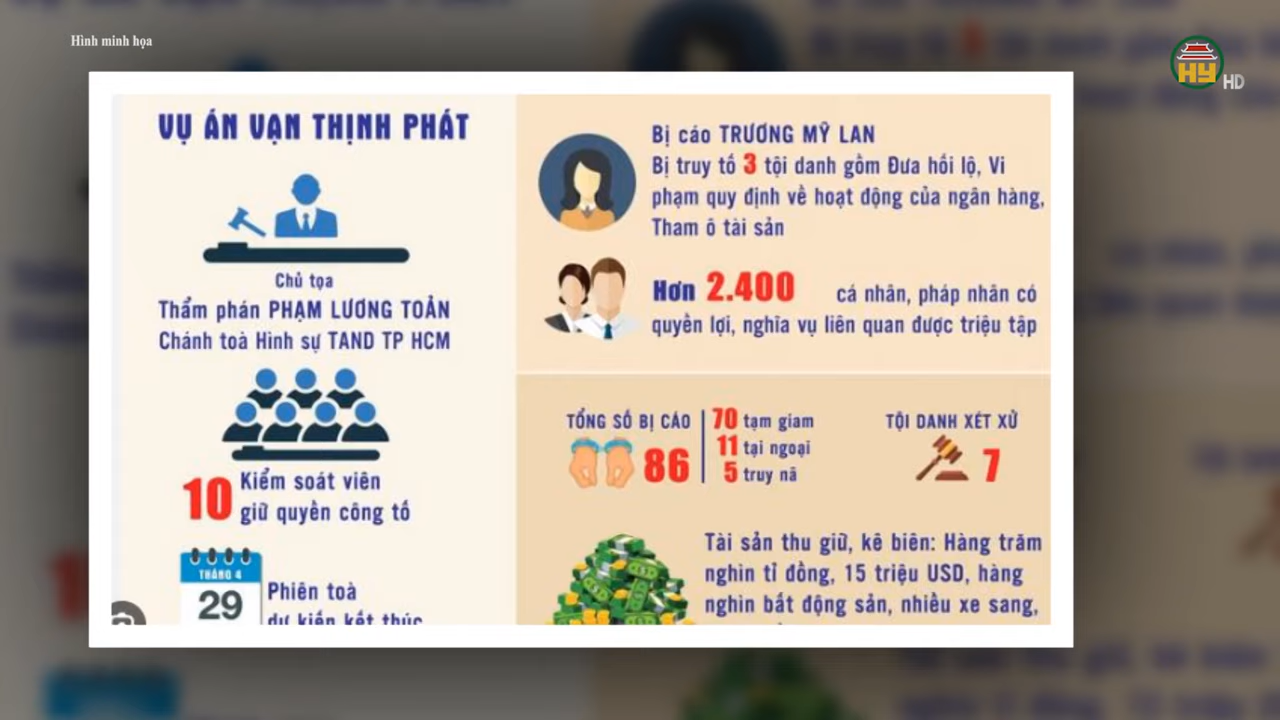 Hình minh họa
HY HD
VỤ ÁN VẠN THỊNH PHÁT
Chủ tọa
Thẩm phán PHẠM LƯƠNG TOẢN
Chánh toà Hình sự TAND TP HCM
10 Kiểm soát viên
giữ quyền công tố
THÁNG 4
29
Phiên toà
dự kiến kết thúc
Bị cáo TRƯƠNG MỸ LAN
Bị truy tố 3 tội danh gồm Đưa hối lộ, Vi
phạm quy định về hoạt động của ngân hàng,
Tham ô tài sản
Hơn 2.400 cá nhân, pháp nhân có
quyền lợi, nghĩa vụ liên quan được triệu tập
TỔNG SỐ BỊ CÁO
86
70 tạm giam
11 tại ngoại
5 truy nã
TỘI DANH XÉT XỬ
7
Tài sản thu giữ, kê biên: Hàng trăm
nghìn tỉ đồng, 15 triệu USD, hàng
nghìn bất động sản, nhiều xe sang,